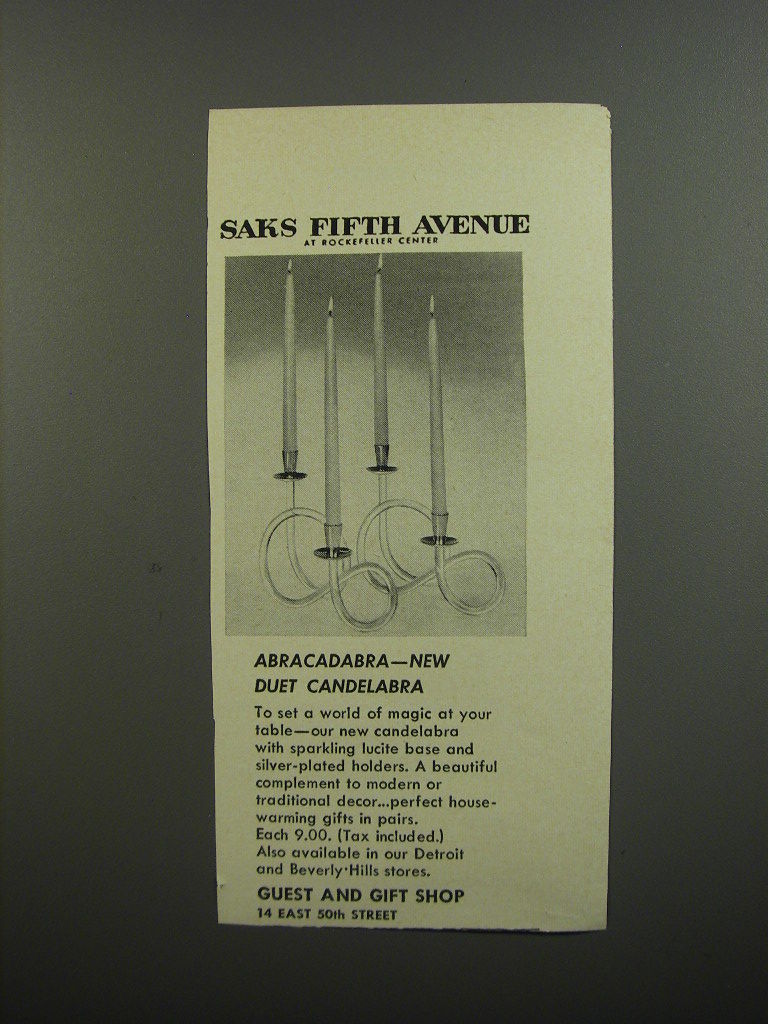 SAKS FIFTH AVENUE
AT ROCKEFELLER CENTER
ABRACADABRA—NEW
DUET CANDELABRA
To set a world of magic at your
table—our new candelabra
with sparkling lucite base and
silver-plated holders. A beautiful
complement to modern or
traditional decor...perfect house-
warming gifts in pairs.
Each 9.00. (Tax included.)
Also available in our Detroit
and Beverly·Hills stores.
GUEST AND GIFT SHOP
14 EAST 50th STREET